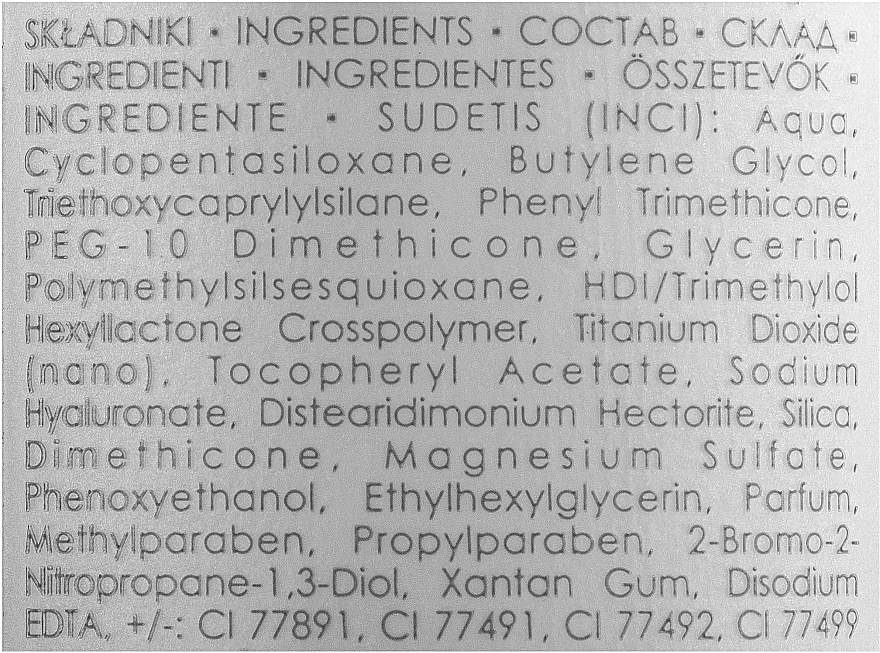 SKŁADNIKI • INGREDIENTS • СОСТАВ • СКЛАД •
INGREDIENTI • INGREDIENTES • ÖSSZETEVŐK •
INGREDIENTE • SUDETIS (INCI): Aqua,
Cyclopentasiloxane, Butylene Glycol,
Triethoxycaprylylsilane, Phenyl Trimethicone,
PEG-10 Dimethicone, Glycerin,
Polymethylsilsesquioxane, HDI/Trimethylol
Hexyllactone Crosspolymer, Titanium Dioxide
(nano), Tocopheryl Acetate, Sodium
Hyaluronate, Distearidimonium Hectorite, Silica,
Dimethicone, Magnesium Sulfate,
Phenoxyethanol, Ethylhexylglycerin, Parfum,
Methylparaben, Propylparaben, 2-Bromo-2-
Nitropropane-1,3-Diol, Xantan Gum, Disodium
EDTA, +/-: CI 77891, CI 77491, CI 77492, CI 77499